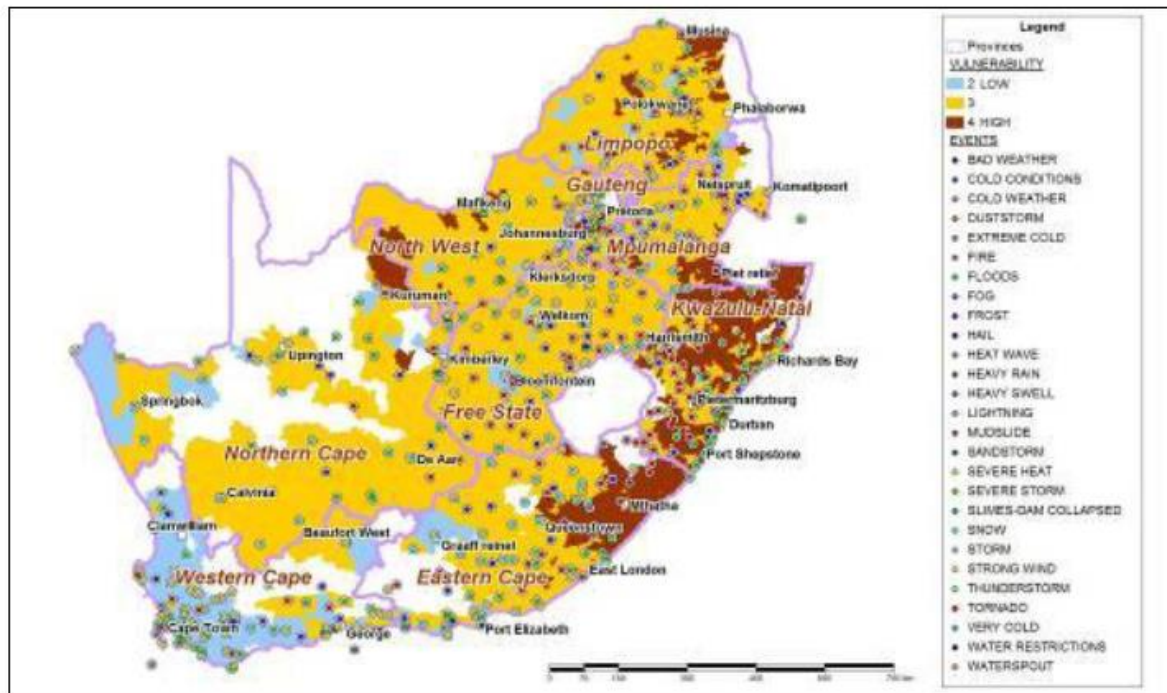 Musina
Polokwane
Phalaborwa
Limpopo
Gauteng
Nelspruit
Komatipoort
Mafikeng
Pretoria
Johannesburg
North West
Mpumalanga
Klerksdorp
Piet retief
Kuruman
KwaZulu-Natal
Welkom
Harrismith
Upington
Kimberley
Richards Bay
Bloemfontein
Springbok
Pietermaritzburg
Free State
Durban
Northern Cape
De Aar
Port Shepstone
Calvinia
Mthatha
Clanwilliam
Beaufort West
Queenstown
Graaff reinet
Western Cape
Eastern Cape
East London
Cape Town
George
Port Elizabeth
Legend
Provinces
VULNERABILITY
2 LOW
3
4 HIGH
EVENTS
BAD WEATHER
COLD CONDITIONS
COLD WEATHER
DUSTSTORM
EXTREME COLD
FIRE
FLOODS
FOG
FROST
HAIL
HEAT WAVE
HEAVY RAIN
HEAVY SWELL
LIGHTNING
MUDSLIDE
SANDSTORM
SEVERE HEAT
SEVERE STORM
SLIMES-DAM COLLAPSED
SNOW
STORM
STRONG WIND
THUNDERSTORM
TORNADO
VERY COLD
WATER RESTRICTIONS
WATERSPOUT